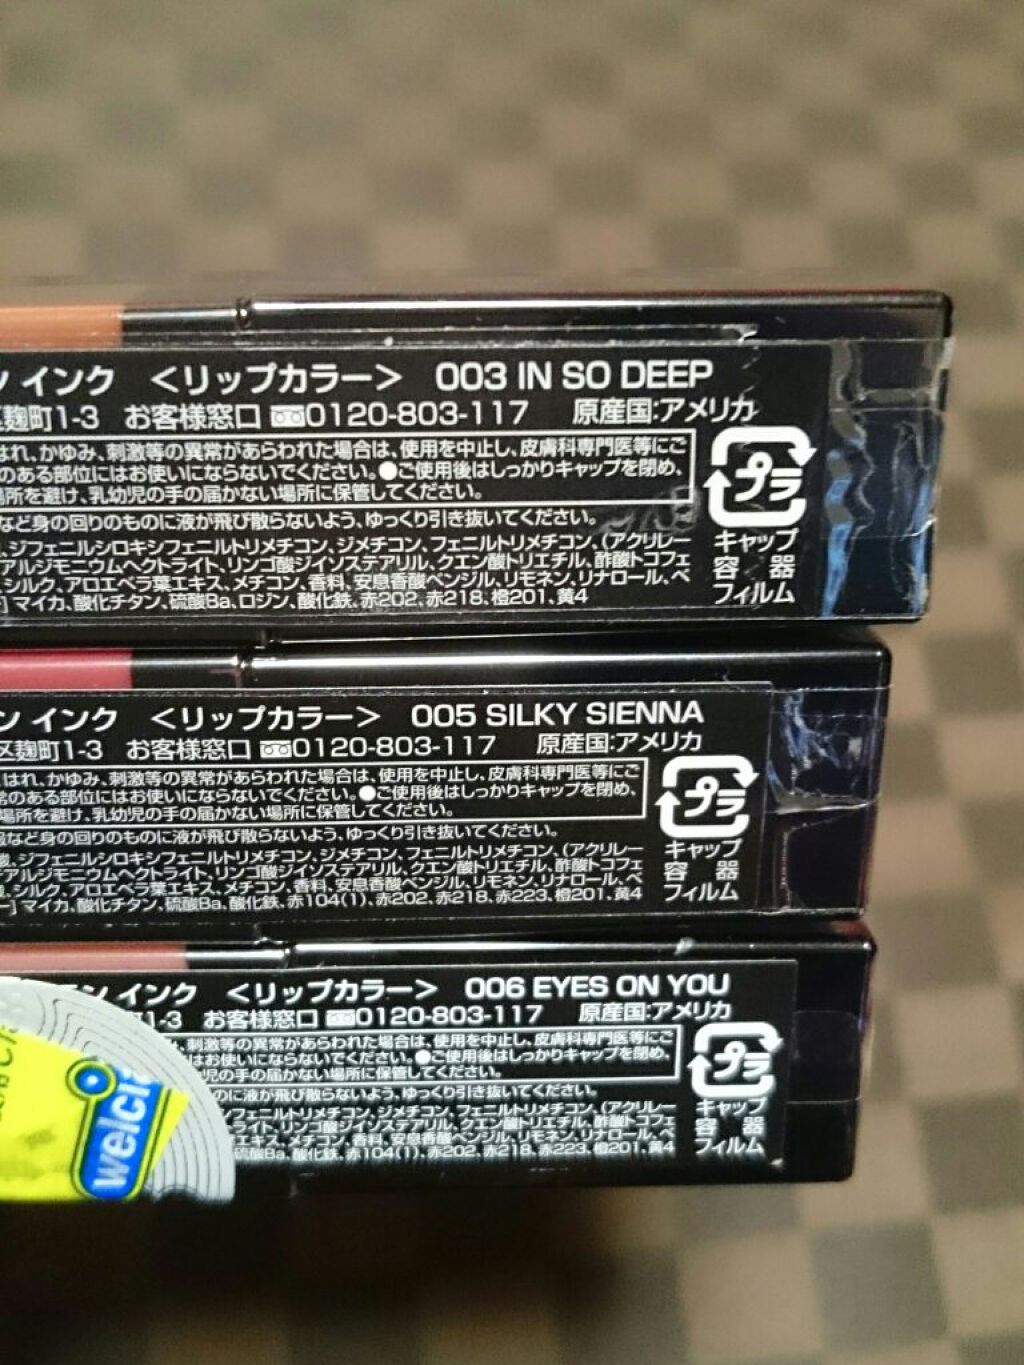 ン インク <リップカラー> 003 IN SO DEEP
区麹町1-3 お客様窓口 0120-803-117 原産国:アメリカ
はれ、かゆみ、刺激等の異常があらわれた場合は、使用を中止し、皮膚科専門医等にご
のある部位にはお使いにならないでください。●ご使用後はしっかりキャップを閉め、
場所を避け、乳幼児の手の届かない場所に保管してください。
など身の回りのものに液が飛び散らないよう、ゆっくり引き抜いてください。
、ジフェニルシロキシフェニルトリメチコン、ジメチコン、フェニルトリメチコン、(アクリレー
アルジモニウムヘクトライト、リンゴ酸ジイソステアリル、クエン酸トリエチル、酢酸トコフェ
、シルク、アロエベラ葉エキス、メチコン、香料、安息香酸ベンジル、リモネン、リナロール、ベ
マイカ、酸化チタン、硫酸Ba、ロジン、酸化鉄、赤202、赤218、橙201、黄4
プラ
キャップ
容 器
フィルム
ン インク <リップカラー> 005 SILKY SIENNA
区麹町1-3 お客様窓口 0120-803-117 原産国:アメリカ
はれ、かゆみ、刺激等の異常があらわれた場合は、使用を中止し、皮膚科専門医等にご
のある部位にはお使いにならないでください。●ご使用後はしっかりキャップを閉め、
場所を避け、乳幼児の手の届かない場所に保管してください。
など身の回りのものに液が飛び散らないよう、ゆっくり引き抜いてください。
、ジフェニルシロキシフェニルトリメチコン、ジメチコン、フェニルトリメチコン、(アクリレー
アルジモニウムヘクトライト、リンゴ酸ジイソステアリル、クエン酸トリエチル、酢酸トコフェ
、シルク、アロエベラ葉エキス、メチコン、香料、安息香酸ベンジル、リモネン、リナロール、ベ
マイカ、酸化チタン、硫酸Ba、酸化鉄、赤104(1)、赤202、赤218、赤223、橙201、黄4
プラ
キャップ
容 器
フィルム
ン インク <リップカラー> 006 EYES ON YOU
1-3 お客様窓口 0120-803-117 原産国:アメリカ
、刺激等の異常があらわれた場合は、使用を中止し、皮膚科専門医等にご
はお使いにならないでください。●ご使用後はしっかりキャップを閉め、
児の手の届かない場所に保管してください。
のに液が飛び散らないよう、ゆっくり引き抜いてください。
シフェニルトリメチコン、ジメチコン、フェニルトリメチコン、(アクリレー
ト、リンゴ酸ジイソステアリル、クエン酸トリエチル、酢酸トコフェ
エキス、メチコン、香料、安息香酸ベンジル、リモネン、リナロール、ベ
硫酸Ba、酸化鉄、赤104(1)、赤202、赤218、赤223、橙201、黄4
プラ
キャップ
容 器
フィルム
welcia